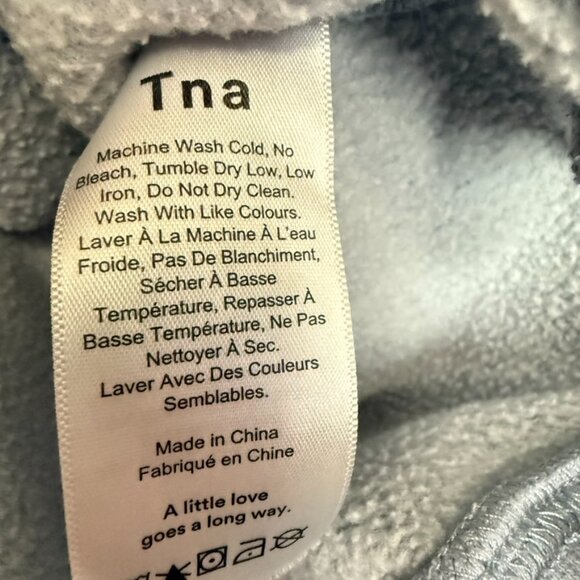 Tna
Machine Wash Cold, No
Bleach, Tumble Dry Low, Low
Iron, Do Not Dry Clean.
Wash With Like Colours.
Laver À La Machine À L'eau
Froide, Pas De Blanchiment,
Sécher À Basse
Température, Repasser À
Basse Température, Ne Pas
Nettoyer À Sec.
Laver Avec Des Couleurs
Semblables.
Made in China
Fabriqué en Chine
A little love
goes a long way.